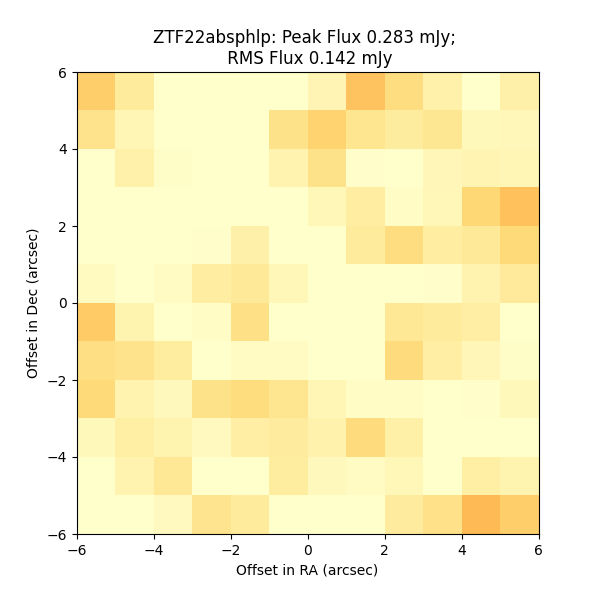 ZTF22absphlp: Peak Flux 0.283 mJy;
RMS Flux 0.142 mJy
6
4
2
0
−2
−4
−6
Offset in Dec (arcsec)
−6 −4 −2 0 2 4 6
Offset in RA (arcsec)